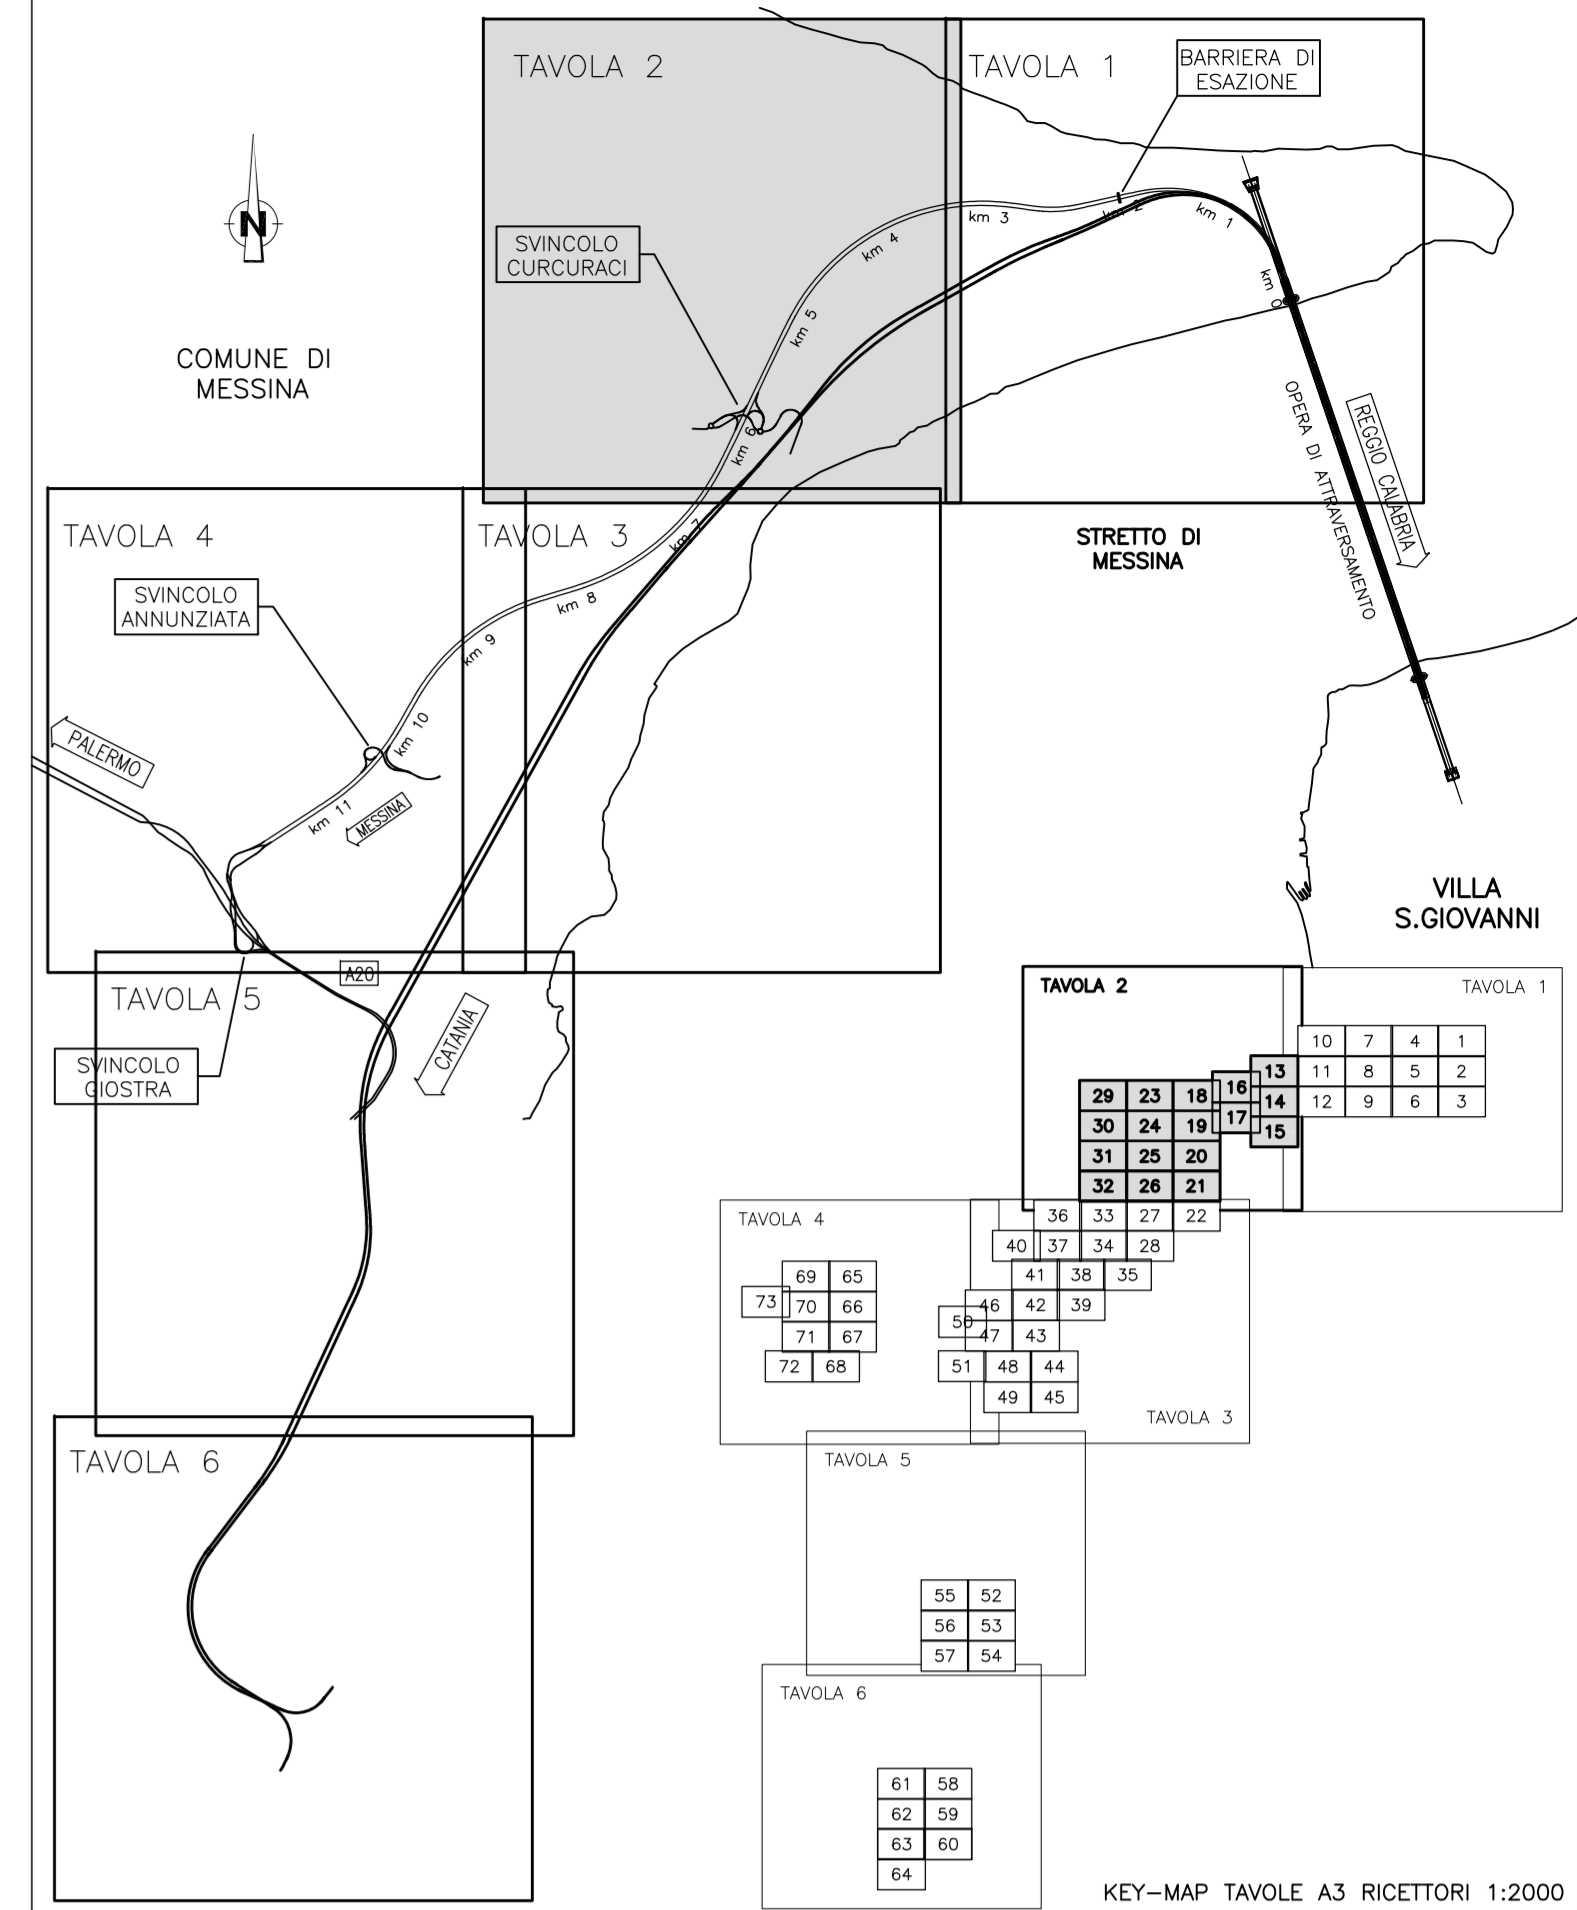 TAVOLA 2
TAVOLA 1
BARRIERA DI
ESAZIONE
N
SVINCOLO
CURCURACI
km 4
km 3
km 2
km 1
km 0
km 5
km 6
COMUNE DI
MESSINA
OPERA DI ATTRAVERSAMENTO
REGGIO CALABRIA
TAVOLA 4
TAVOLA 3
km 7
STRETTO DI
MESSINA
SVINCOLO
ANNUNZIATA
km 8
km 9
km 10
PALERMO
km 11
MESSINA
VILLA
S.GIOVANNI
A20
TAVOLA 5
CATANIA
SVINCOLO
GIOSTRA
TAVOLA 6
TAVOLA 2
TAVOLA 1
10 7 4 1
11 8 5 2
12 9 6 3
13
14
15
16
17
29 23 18
30 24 19
31 25 20
32 26 21
36 33 27 22
40 37 34 28
41 38 35
46 42 39
50
47 43
51 48 44
49 45
TAVOLA 3
TAVOLA 4
69 65
73
70 66
71 67
72 68
TAVOLA 5
55 52
56 53
57 54
TAVOLA 6
61 58
62 59
63 60
64
KEY-MAP TAVOLE A3 RICETTORI 1:2000